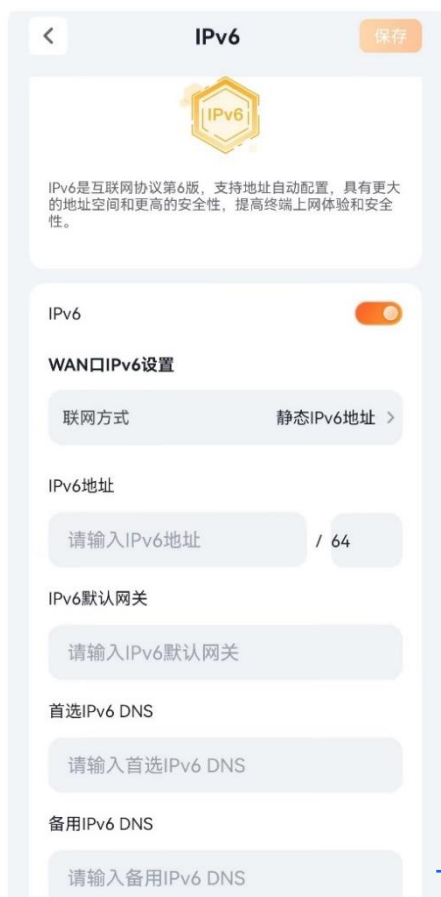 IPv6
保存
IPv6
IPv6是互联网协议第6版，支持地址自动配置，具有更大
的地址空间和更高的安全性，提高终端上网体验和安全
性。
IPv6
WAN口IPv6设置
联网方式 静态IPv6地址 >
IPv6地址
请输入IPv6地址 / 64
IPv6默认网关
请输入IPv6默认网关
首选IPv6 DNS
请输入首选IPv6 DNS
备用IPv6 DNS
请输入备用IPv6 DNS